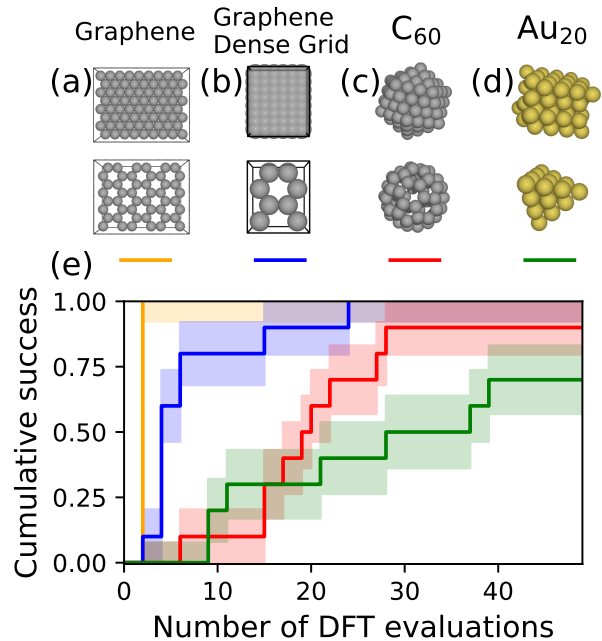 Graphene
Graphene
Dense Grid
C60
Au20
(a)
(b)
(c)
(d)
(e)
1.00
0.75
0.50
0.25
0.00
Cumulative success
0
10
20
30
40
Number of DFT evaluations